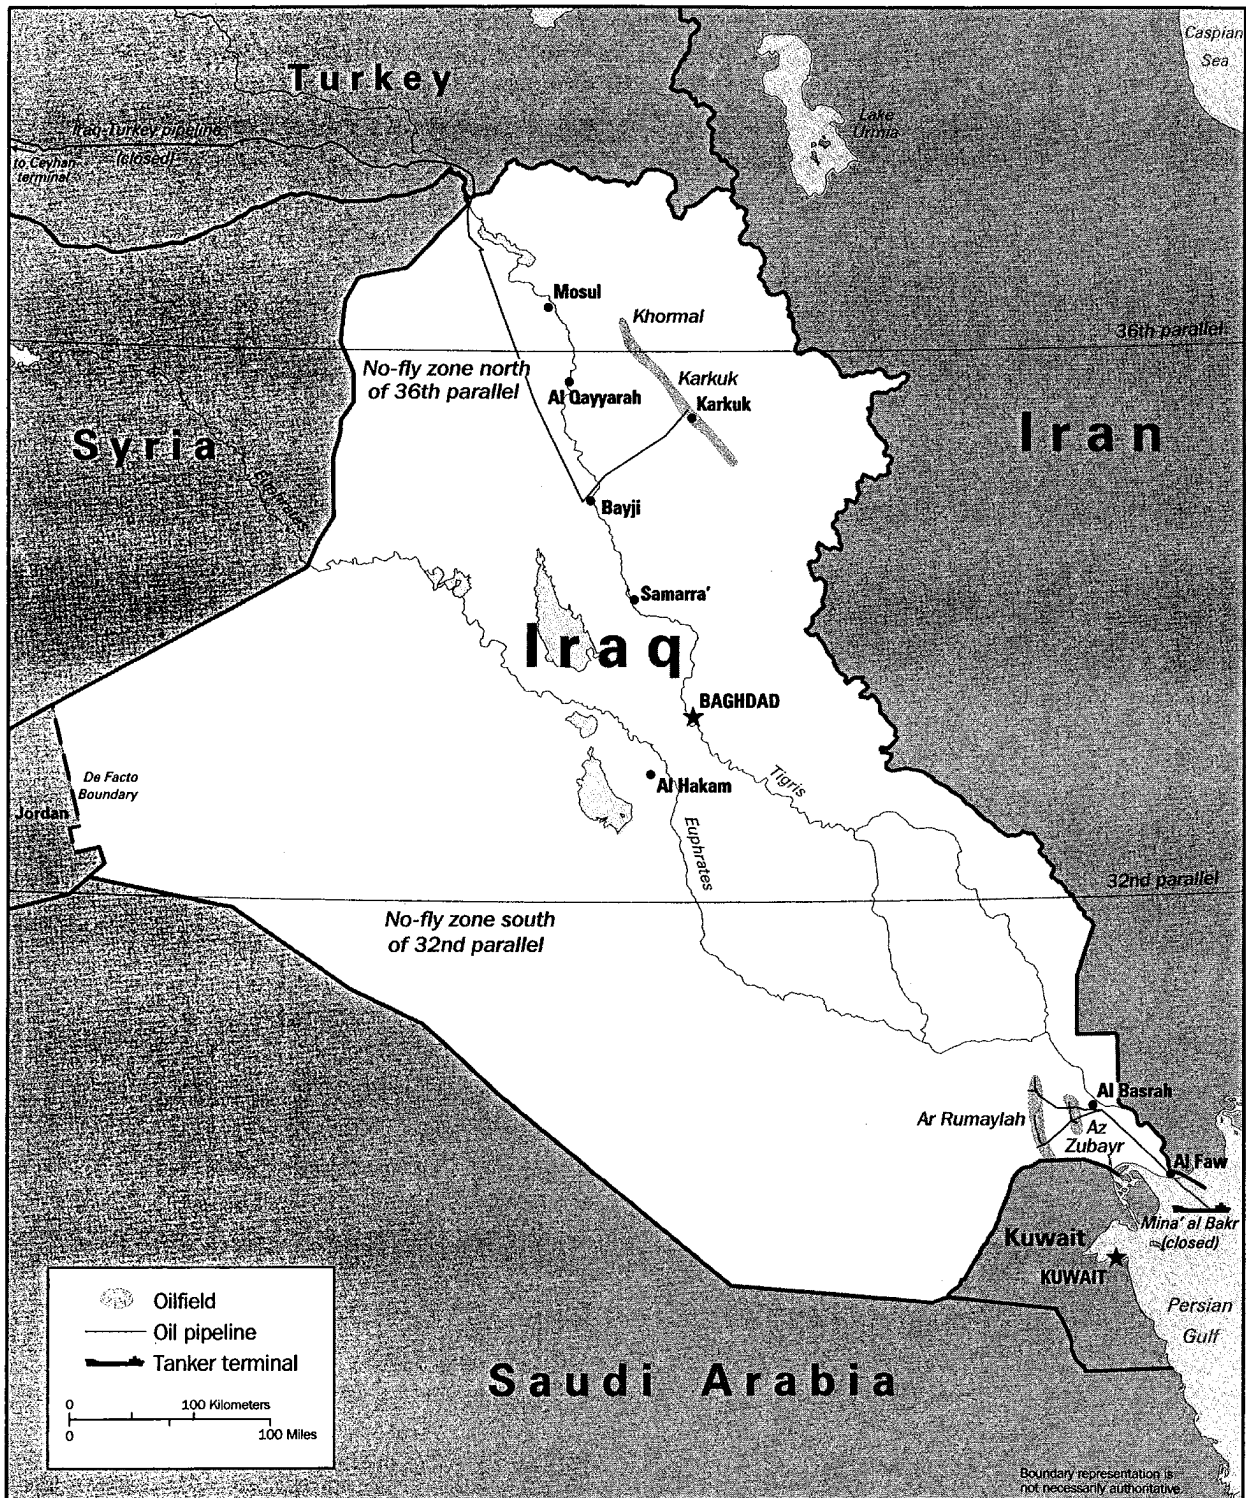 Caspian
Sea
Turkey
Lake
Urmia
Iraq-Turkey pipeline
(closed)
to Ceyhan
terminal
Mosul
Khormal
36th parallel
No-fly zone north
of 36th parallel
Karkuk
Al Qayyarah
Karkuk
Syria
Iran
Euphrates
Bayji
Samarra'
Iraq
BAGHDAD
De Facto
Boundary
Al Hakam
Tigris
Jordan
Euphrates
32nd parallel
No-fly zone south
of 32nd parallel
Al Basrah
Ar Rumaylah
Az
Zubayr
Al Faw
Mina' al Bakr
(closed)
Kuwait
KUWAIT
Persian
Gulf
Oilfield
Oil pipeline
Tanker terminal
0 100 Kilometers
0 100 Miles
Saudi Arabia
Boundary representation is
not necessarily authoritative.